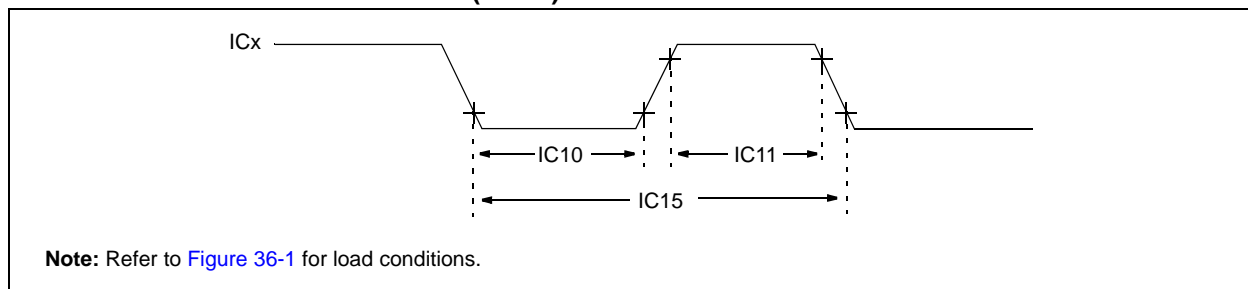 ICx
IC10
IC11
IC15
Note: Refer to Figure 36-1 for load conditions.